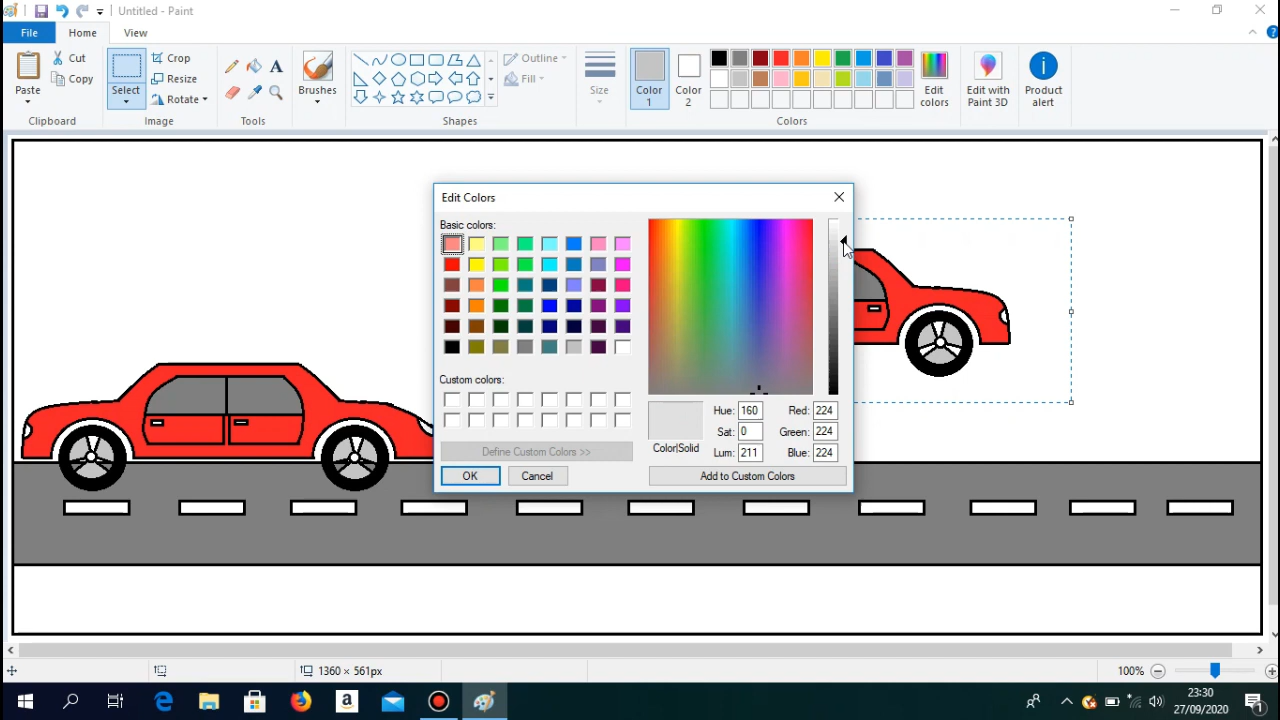 Untitled - Paint
File Home View
Paste
Cut
Copy
Clipboard
Select
Crop
Resize
Rotate
Image
A
Tools
Brushes
Outline
Fill
Shapes
Size
Color
1
Color
2
Edit
colors
Colors
Edit with
Paint 3D
Product
alert
Edit Colors
Basic colors:
Custom colors:
Define Custom Colors >>
OK
Cancel
Color|Solid
Hue: 160
Sat: 0
Lum: 211
Red: 224
Green: 224
Blue: 224
Add to Custom Colors
1360 × 561px
100%
a
23:30
27/09/2020
1